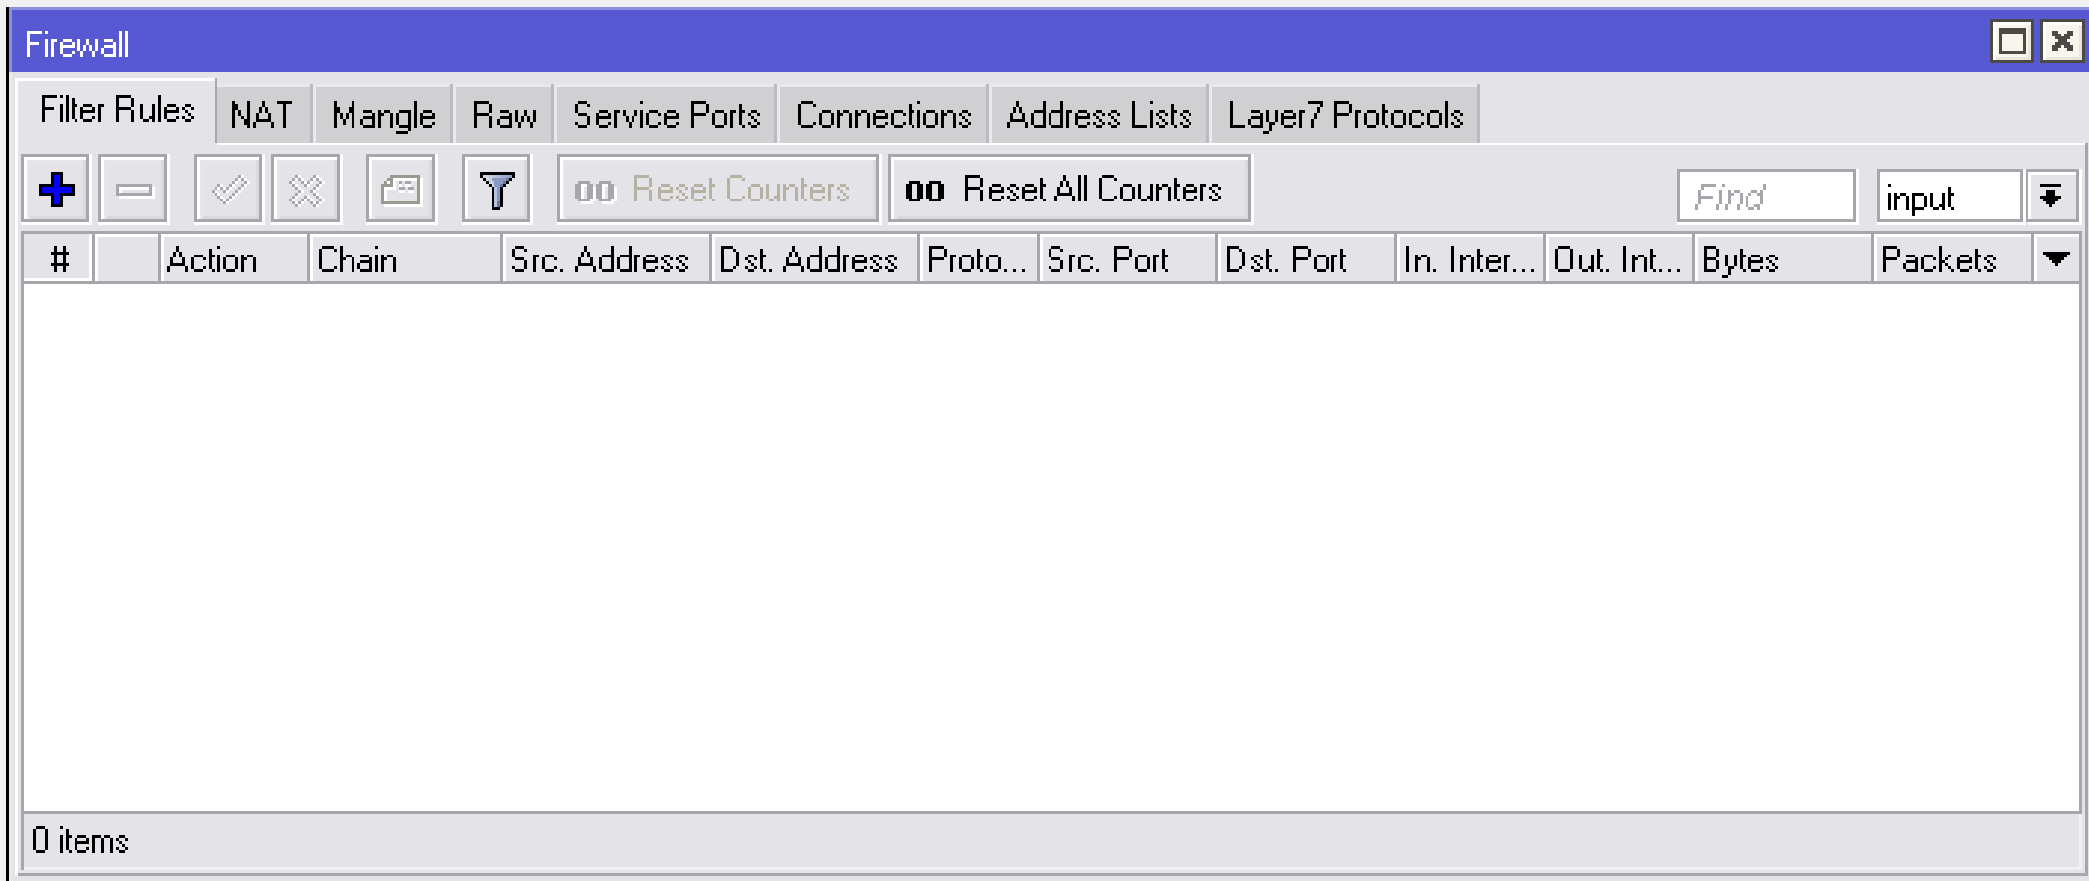 Firewall
Filter Rules NAT Mangle Raw Service Ports Connections Address Lists Layer7 Protocols
00 Reset Counters 00 Reset All Counters Find input
# Action Chain Src. Address Dst. Address Proto... Src. Port Dst. Port In. Inter... Out. Int... Bytes Packets
0 items